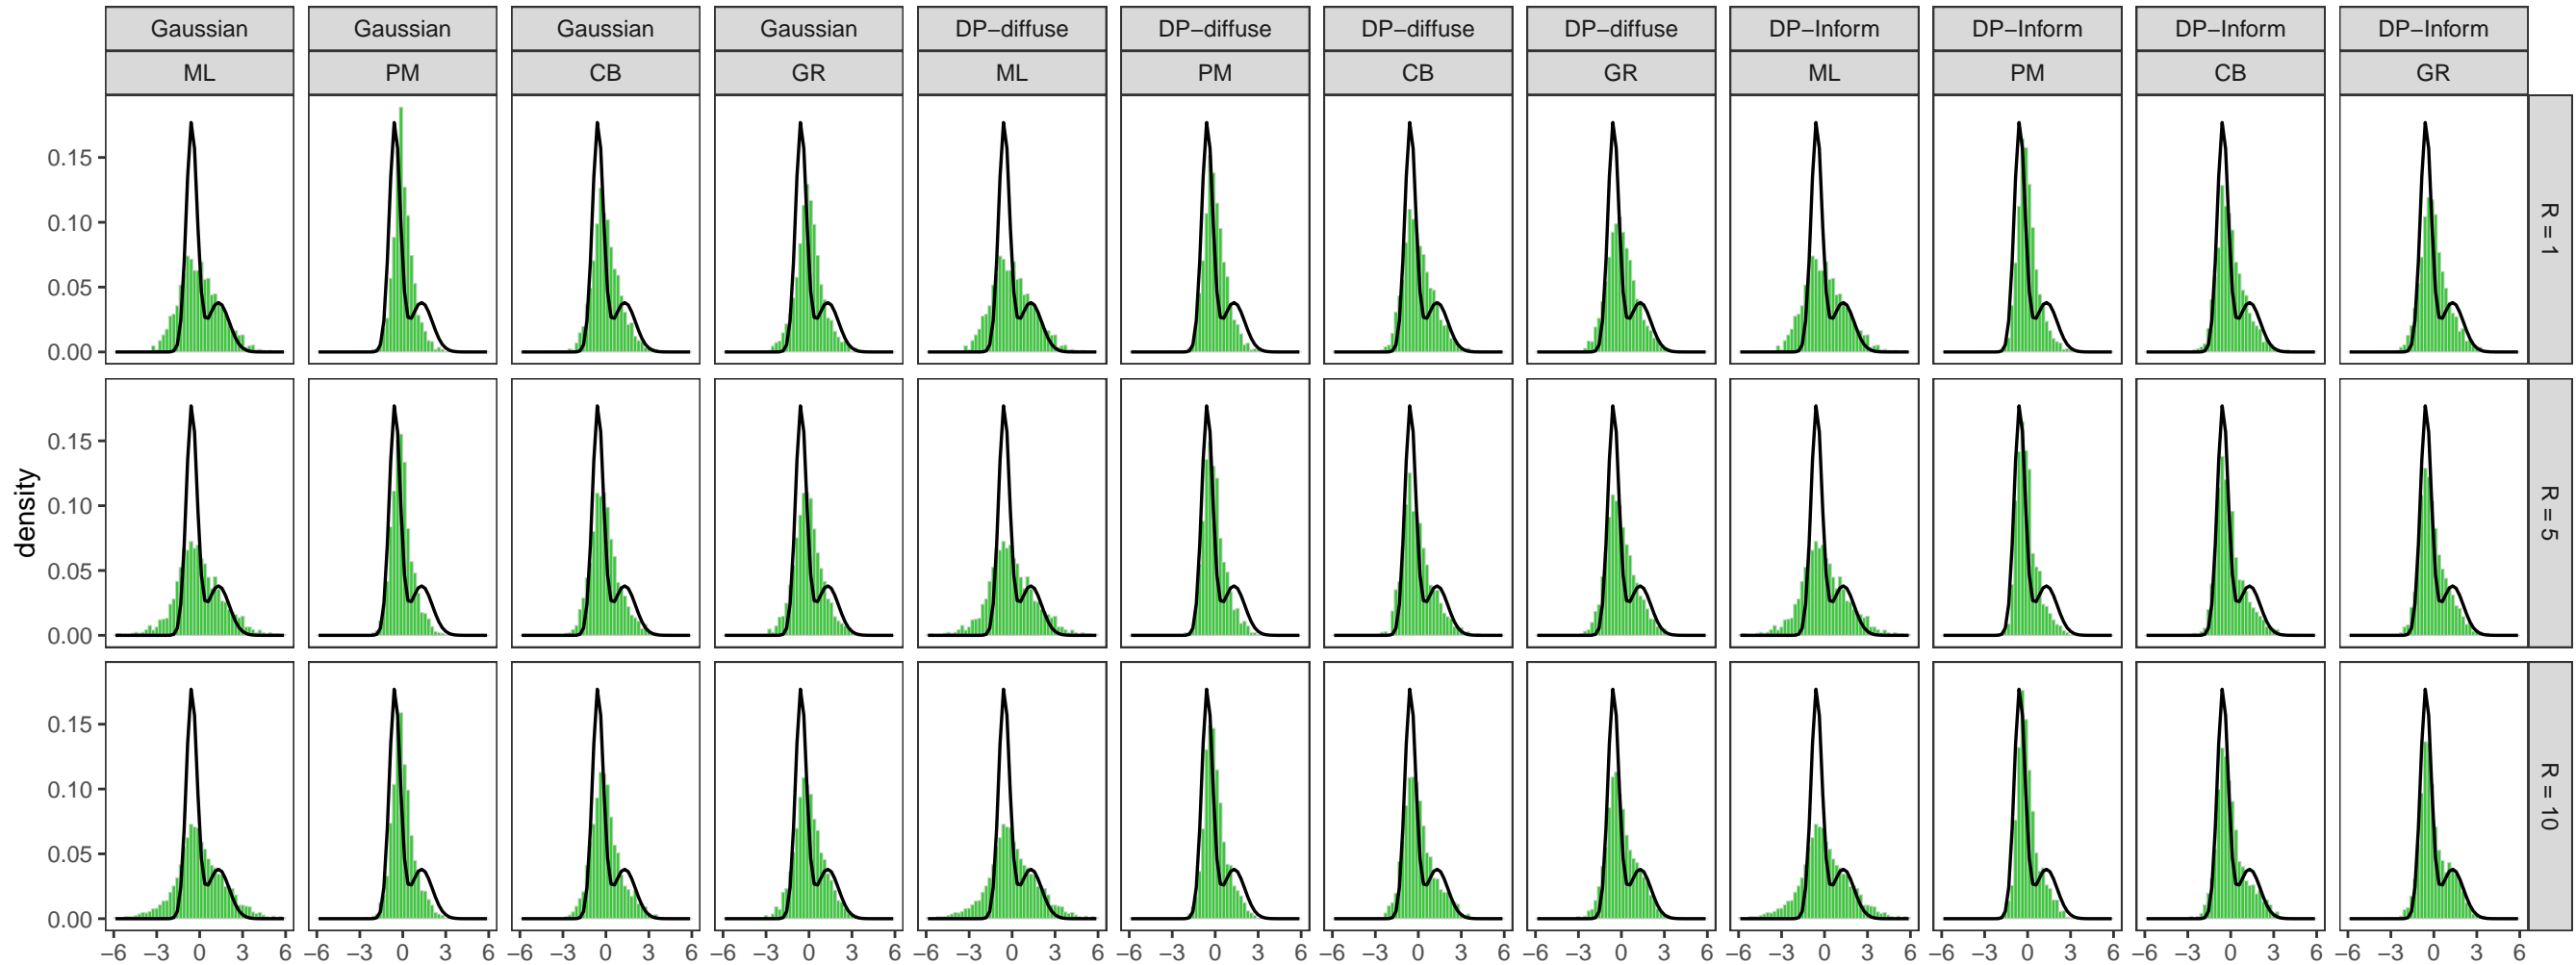 Gaussian Gaussian Gaussian Gaussian DP−diffuse DP−diffuse DP−diffuse DP−diffuse DP−Inform DP−Inform DP−Inform DP−Inform
ML PM CB GR ML PM CB GR ML PM CB GR
0.15
0.10
0.05
0.00
R = 1
density
0.15
0.10
0.05
0.00
R = 5
0.15
0.10
0.05
0.00
R = 10
−6 −3 0 3 6 −6 −3 0 3 6 −6 −3 0 3 6 −6 −3 0 3 6 −6 −3 0 3 6 −6 −3 0 3 6 −6 −3 0 3 6 −6 −3 0 3 6 −6 −3 0 3 6 −6 −3 0 3 6 −6 −3 0 3 6 −6 −3 0 3 6